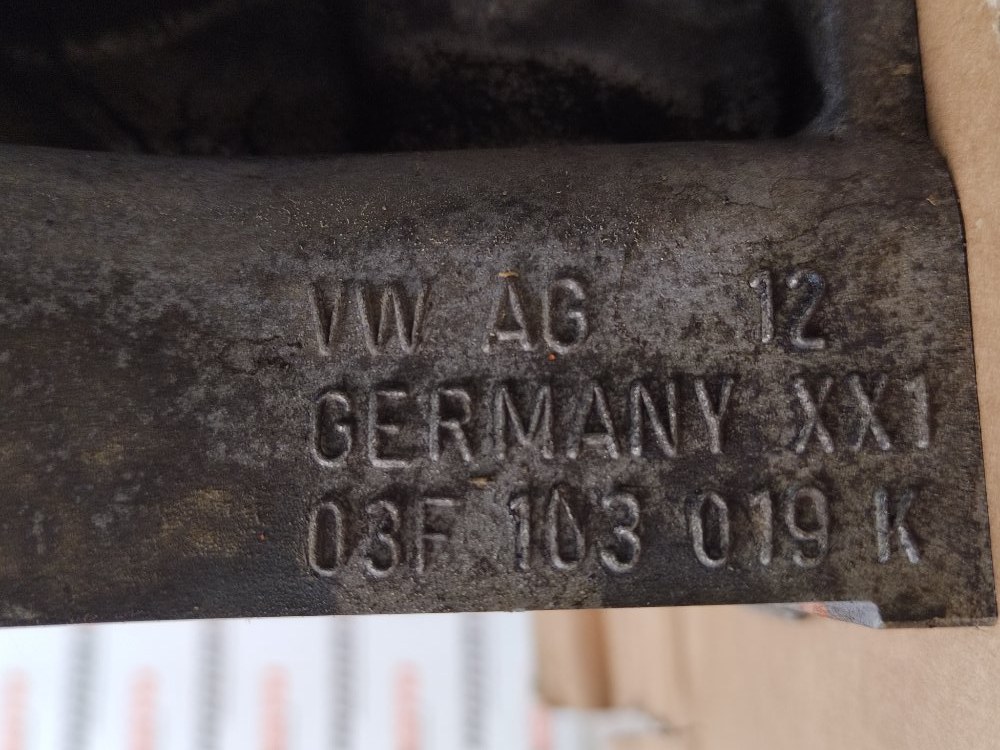 VW AG 12
GERMANY XX1
03F 103 019 K